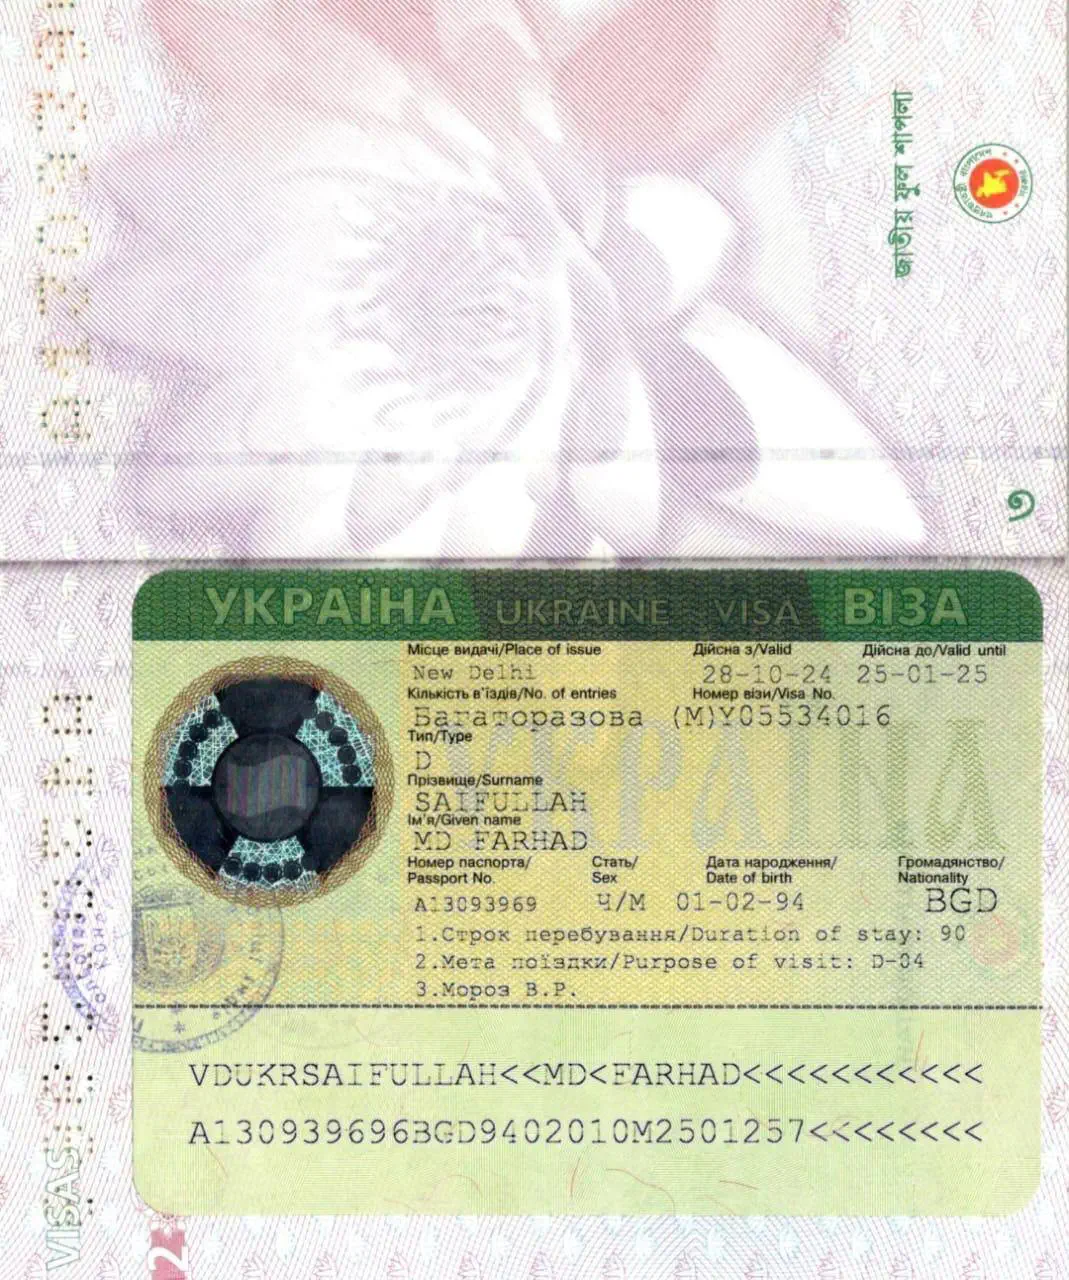 জাতীয় ফুল শাপলা
৩
УКРАЇНА UKRAINE VISA ВІЗА
Місце видачі/Place of issue Дійсна з/Valid Дійсна до/Valid until
New Delhi 28-10-24 25-01-25
Кількість в'їздів/No. of entries Номер візи/Visa No.
Багаторазова (M)Y05534016
Тип/Type
D
Прізвище/Surname
SAIFULLAH
Ім'я/Given name
MD FARHAD
Номер паспорта/ Стать/ Дата народження/ Громадянство/
Passport No. Sex Date of birth Nationality
A13093969 Ч/M 01-02-94 BGD
1.Строк перебування/Duration of stay: 90
2.Мета поїздки/Purpose of visit: D-04
3.Мороз В.Р.
VDUKRSAIFULLAH<<MD<FARHAD<<<<<<<<<<<
A130939696BGD9402010M2501257<<<<<<<<
VISAS
2